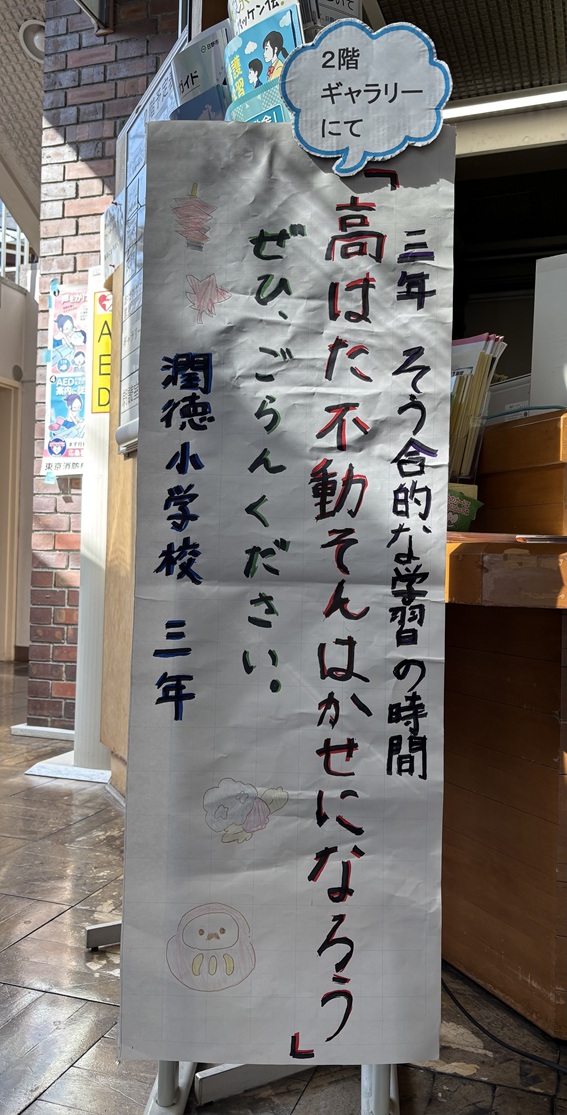 2階
ギャラリー
にて
三年 そう合的な学習の時間
「高はた不動そんはかせになろう」
ぜひ、ごらんください。
潤徳小学校 三年
AED